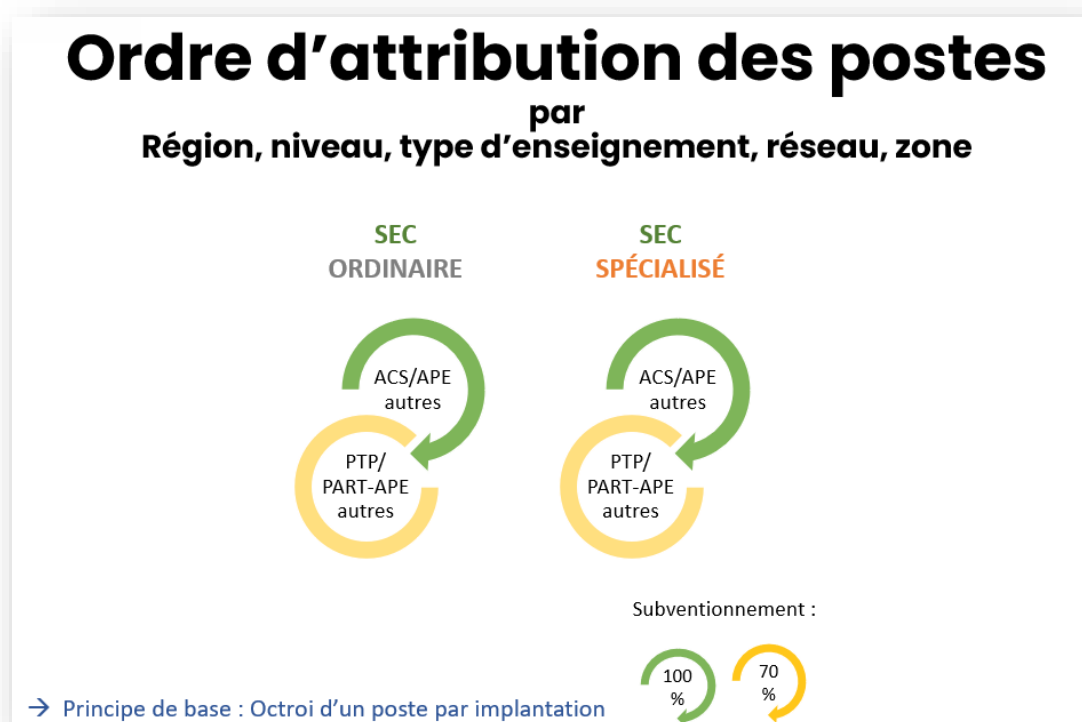 Ordre d’attribution des postes
par
Région, niveau, type d’enseignement, réseau, zone
SEC
ORDINAIRE
SEC
SPÉCIALISÉ
ACS/APE
autres
PTP/
PART-APE
autres
ACS/APE
autres
PTP/
PART-APE
autres
Subventionnement :
100
%
70
%
→ Principe de base : Octroi d’un poste par implantation